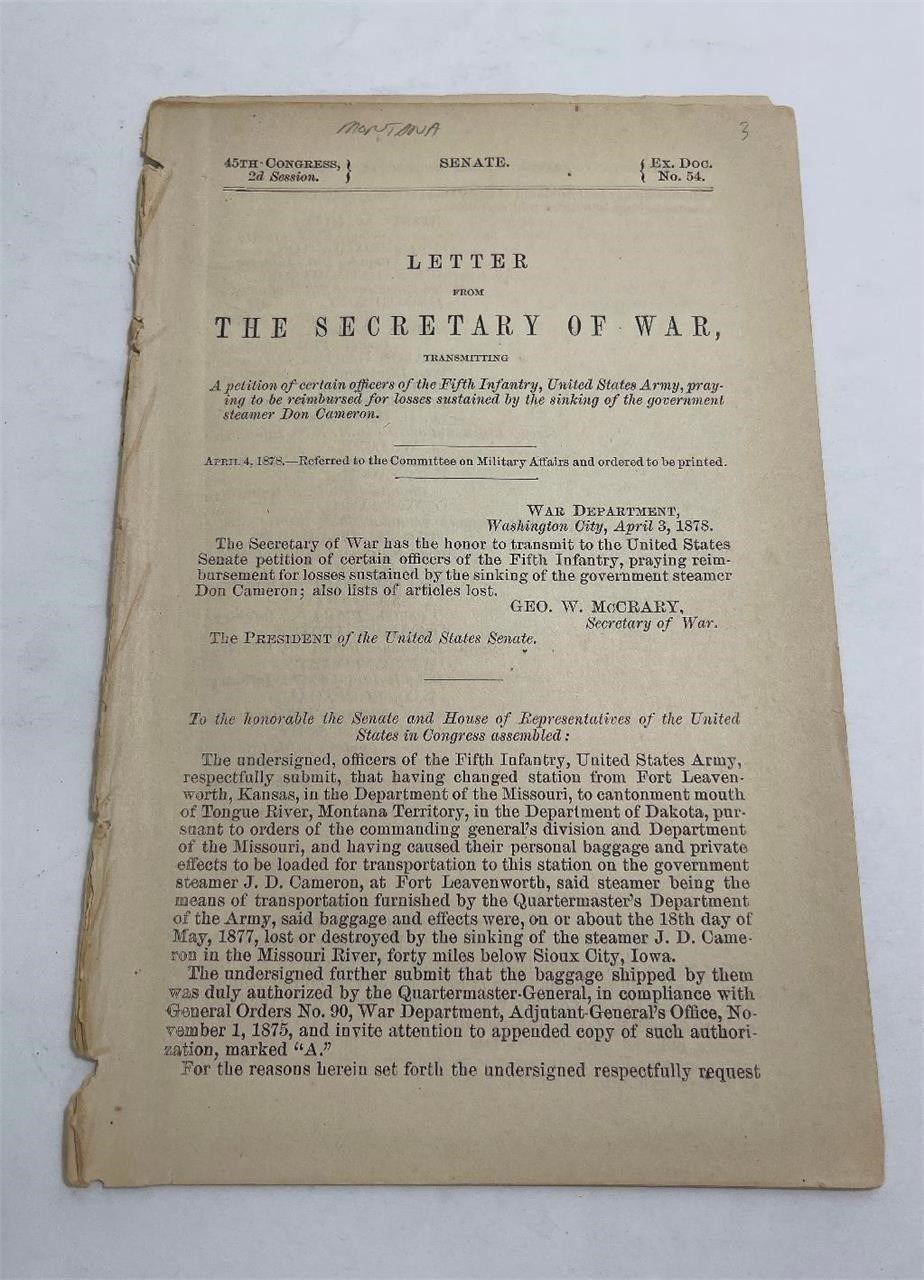 MONTANA 3
45TH CONGRESS, } SENATE. { EX. DOC.
2d Session. } { No. 54.
LETTER
FROM
THE SECRETARY OF WAR,
TRANSMITTING
A petition of certain officers of the Fifth Infantry, United States Army, pray-
ing to be reimbursed for losses sustained by the sinking of the government
steamer Don Cameron.
APRIL 4, 1878.—Referred to the Committee on Military Affairs and ordered to be printed.
WAR DEPARTMENT,
Washington City, April 3, 1878.
The Secretary of War has the honor to transmit to the United States
Senate petition of certain officers of the Fifth Infantry, praying reim-
bursement for losses sustained by the sinking of the government steamer
Don Cameron; also lists of articles lost.
GEO. W. McCRARY,
Secretary of War.
The PRESIDENT of the United States Senate.
To the honorable the Senate and House of Representatives of the United
States in Congress assembled:
The undersigned, officers of the Fifth Infantry, United States Army,
respectfully submit, that having changed station from Fort Leaven-
worth, Kansas, in the Department of the Missouri, to cantonment mouth
of Tongue River, Montana Territory, in the Department of Dakota, pur-
suant to orders of the commanding general's division and Department
of the Missouri, and having caused their personal baggage and private
effects to be loaded for transportation to this station on the government
steamer J. D. Cameron, at Fort Leavenworth, said steamer being the
means of transportation furnished by the Quartermaster's Department
of the Army, said baggage and effects were, on or about the 18th day of
May, 1877, lost or destroyed by the sinking of the steamer J. D. Came-
ron in the Missouri River, forty miles below Sioux City, Iowa.
The undersigned further submit that the baggage shipped by them
was duly authorized by the Quartermaster-General, in compliance with
General Orders No. 90, War Department, Adjutant-General's Office, No-
vember 1, 1875, and invite attention to appended copy of such authori-
zation, marked "A."
For the reasons herein set forth the undersigned respectfully request